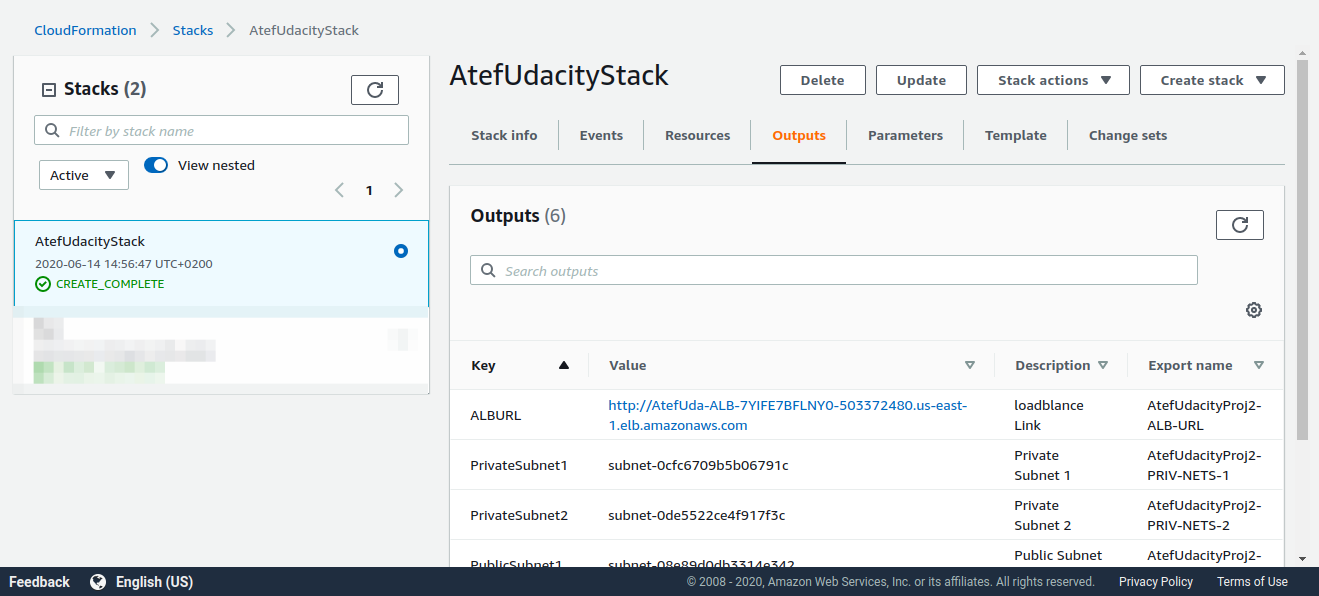 CloudFormation Stacks AtefUdacityStack
Stacks (2)
Filter by stack name
Active
View nested
1
AtefUdacityStack
2020-06-14 14:56:47 UTC+0200
CREATE_COMPLETE
AtefUdacityStack
Delete Update Stack actions Create stack
Stack info Events Resources Outputs Parameters Template Change sets
Outputs (6)
Search outputs
Key Value Description Export name
ALBURL
http://AtefUda-ALB-7YIFE7BFLNY0-503372480.us-east-
1.elb.amazonaws.com
loadblance
Link
AtefUdacityProj2-
ALB-URL
PrivateSubnet1
subnet-0cfc6709b5b06791c
Private
Subnet 1
AtefUdacityProj2-
PRIV-NETS-1
PrivateSubnet2
subnet-0de5522ce4f917f3c
Private
Subnet 2
AtefUdacityProj2-
PRIV-NETS-2
PublicSubnet1
subnet-08e89d0db3314e342
Public Subnet
AtefUdacityProj2-
Feedback English (US)
© 2008 - 2020, Amazon Web Services, Inc. or its affiliates. All rights reserved. Privacy Policy Terms of Use